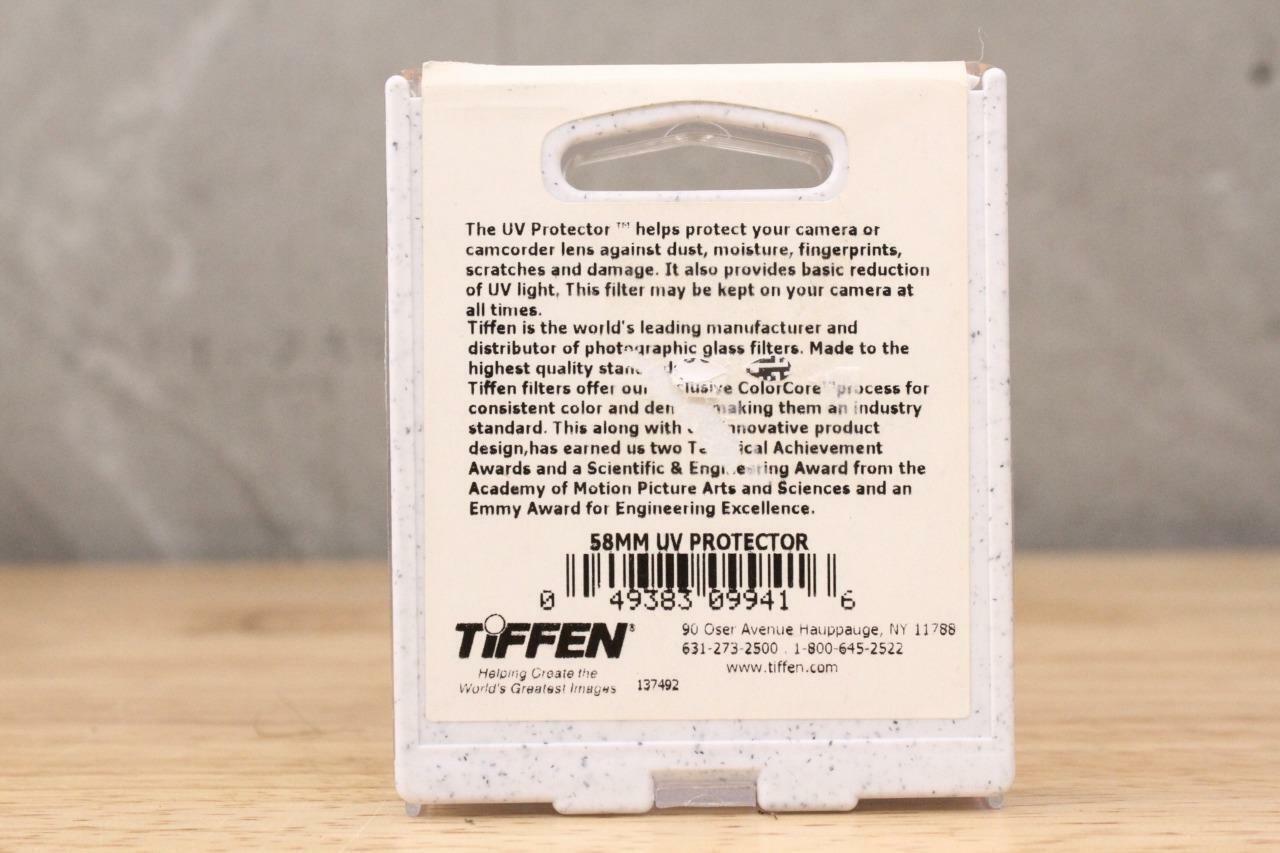 The UV Protector ™ helps protect your camera or
camcorder lens against dust, moisture, fingerprints,
scratches and damage. It also provides basic reduction
of UV light. This filter may be kept on your camera at
all times.
Tiffen is the world's leading manufacturer and
distributor of photographic glass filters. Made to the
highest quality
Tiffen filters offer our ColorCore™ process for
consistent color and making them an industry
standard. This along with innovative product
design,has earned us two Achievement
Awards and a Scientific & Engineering Award from the
Academy of Motion Picture Arts and Sciences and an
Emmy Award for Engineering Excellence.
58MM UV PROTECTOR
0 49383 09941 6
TIFFEN®
90 Oser Avenue Hauppauge, NY 11788
631-273-2500 . 1-800-645-2522
www.tiffen.com
Helping Create the
World's Greatest Images
137492